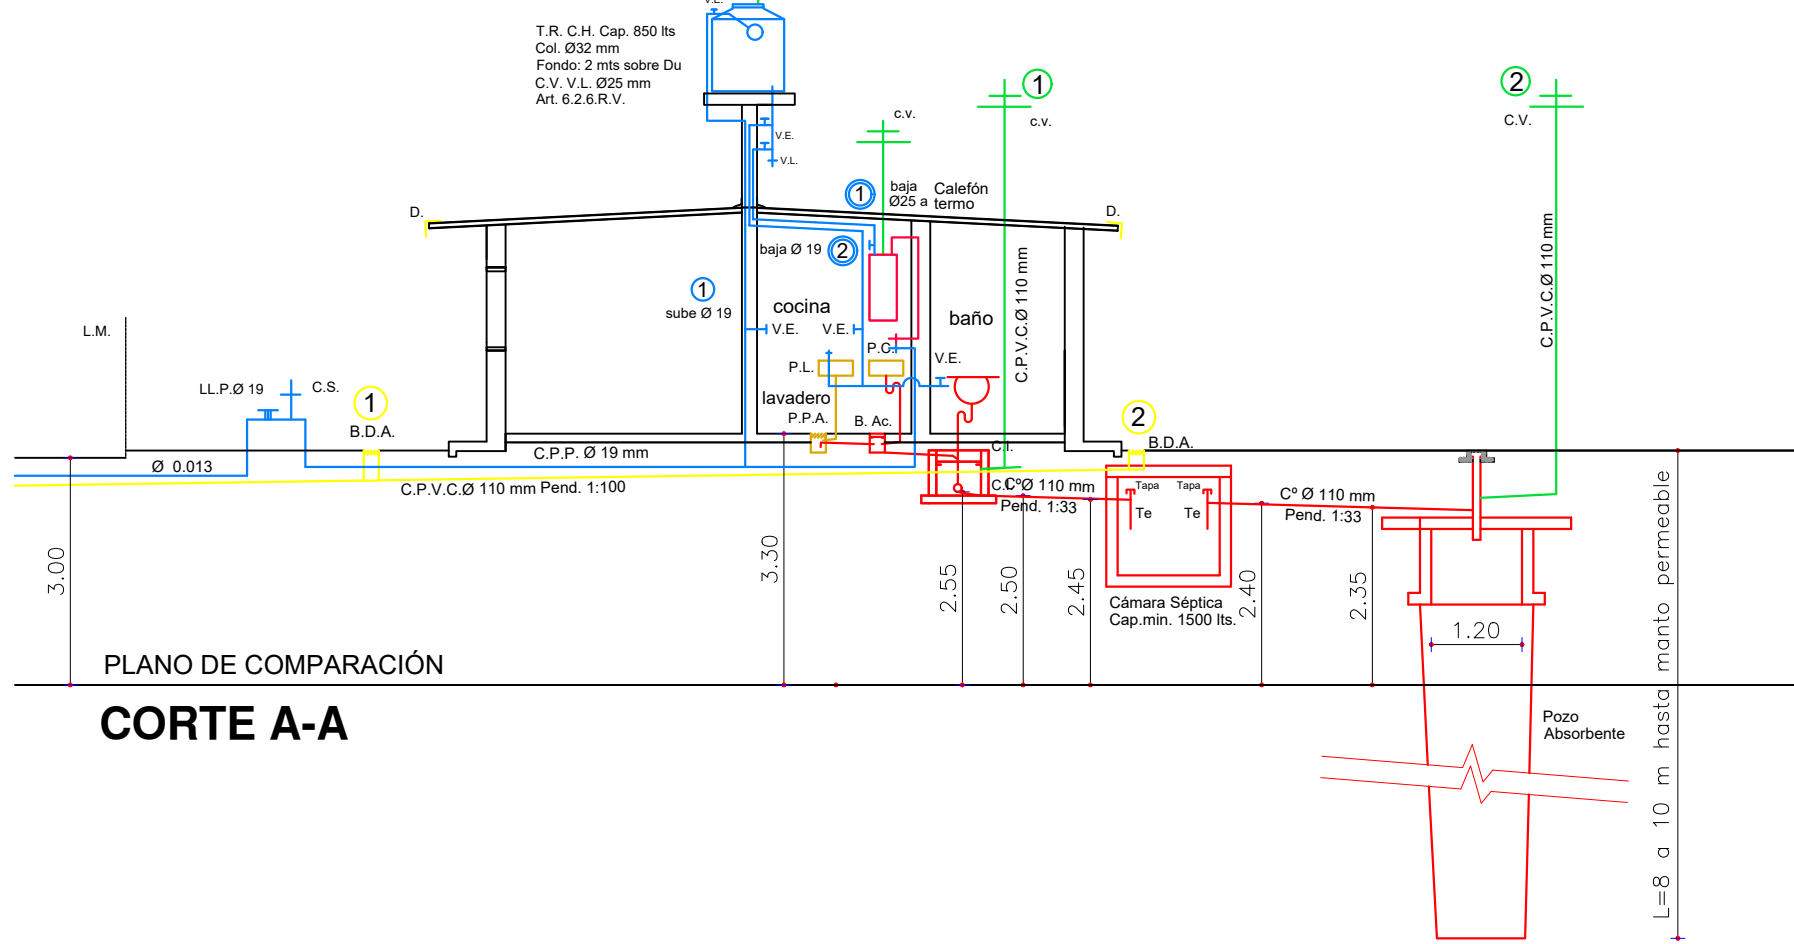 V.L.
T.R. C.H. Cap. 850 lts
Col. Ø32 mm
Fondo: 2 mts sobre Du
C.V. V.L. Ø25 mm
Art. 6.2.6.R.V.
V.E.
V.L.
c.v.
1
c.v.
2
C.V.
1
baja
Ø25 a
Calefón
termo
D.
D.
baja Ø 19
2
C.P.V.C.Ø 110 mm
C.P.V.C.Ø 110 mm
1
sube Ø 19
cocina
baño
V.E.
V.E.
L.M.
P.C.
V.E.
P.L.
LL.P.Ø 19
C.S.
lavadero
1
B.D.A.
P.P.A.
B. Ac.
2
B.D.A.
C.I.
C.P.P. Ø 19 mm
Ø 0.013
C.P.V.C.Ø 110 mm Pend. 1:100
C.I.
Cº Ø 110 mm
Pend. 1:33
Tapa
Tapa
Te
Te
Cº Ø 110 mm
Pend. 1:33
3.00
3.30
2.55
2.50
2.45
2.40
2.35
Cámara Séptica
Cap.min. 1500 lts.
1.20
L=8 a 10 m hasta manto permeable
PLANO DE COMPARACIÓN
CORTE A-A
Pozo
Absorbente